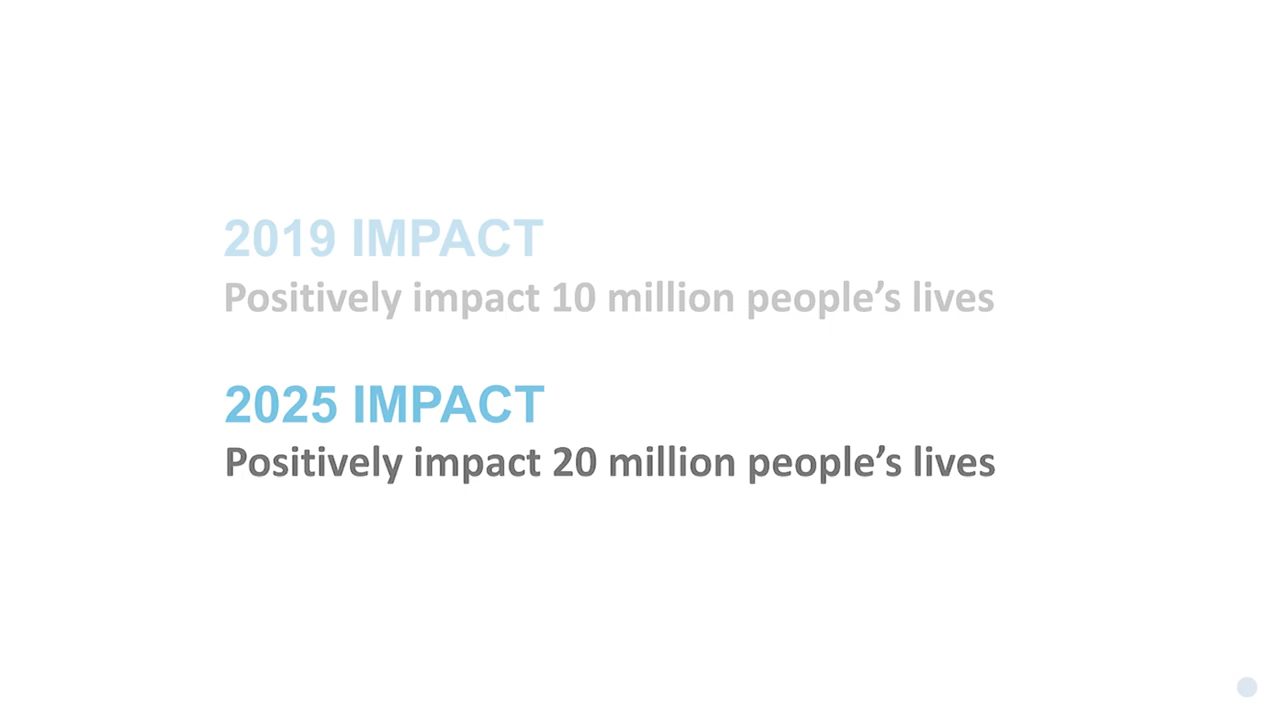 2019 IMPACT
Positively impact 10 million people’s lives
2025 IMPACT
Positively impact 20 million people’s lives